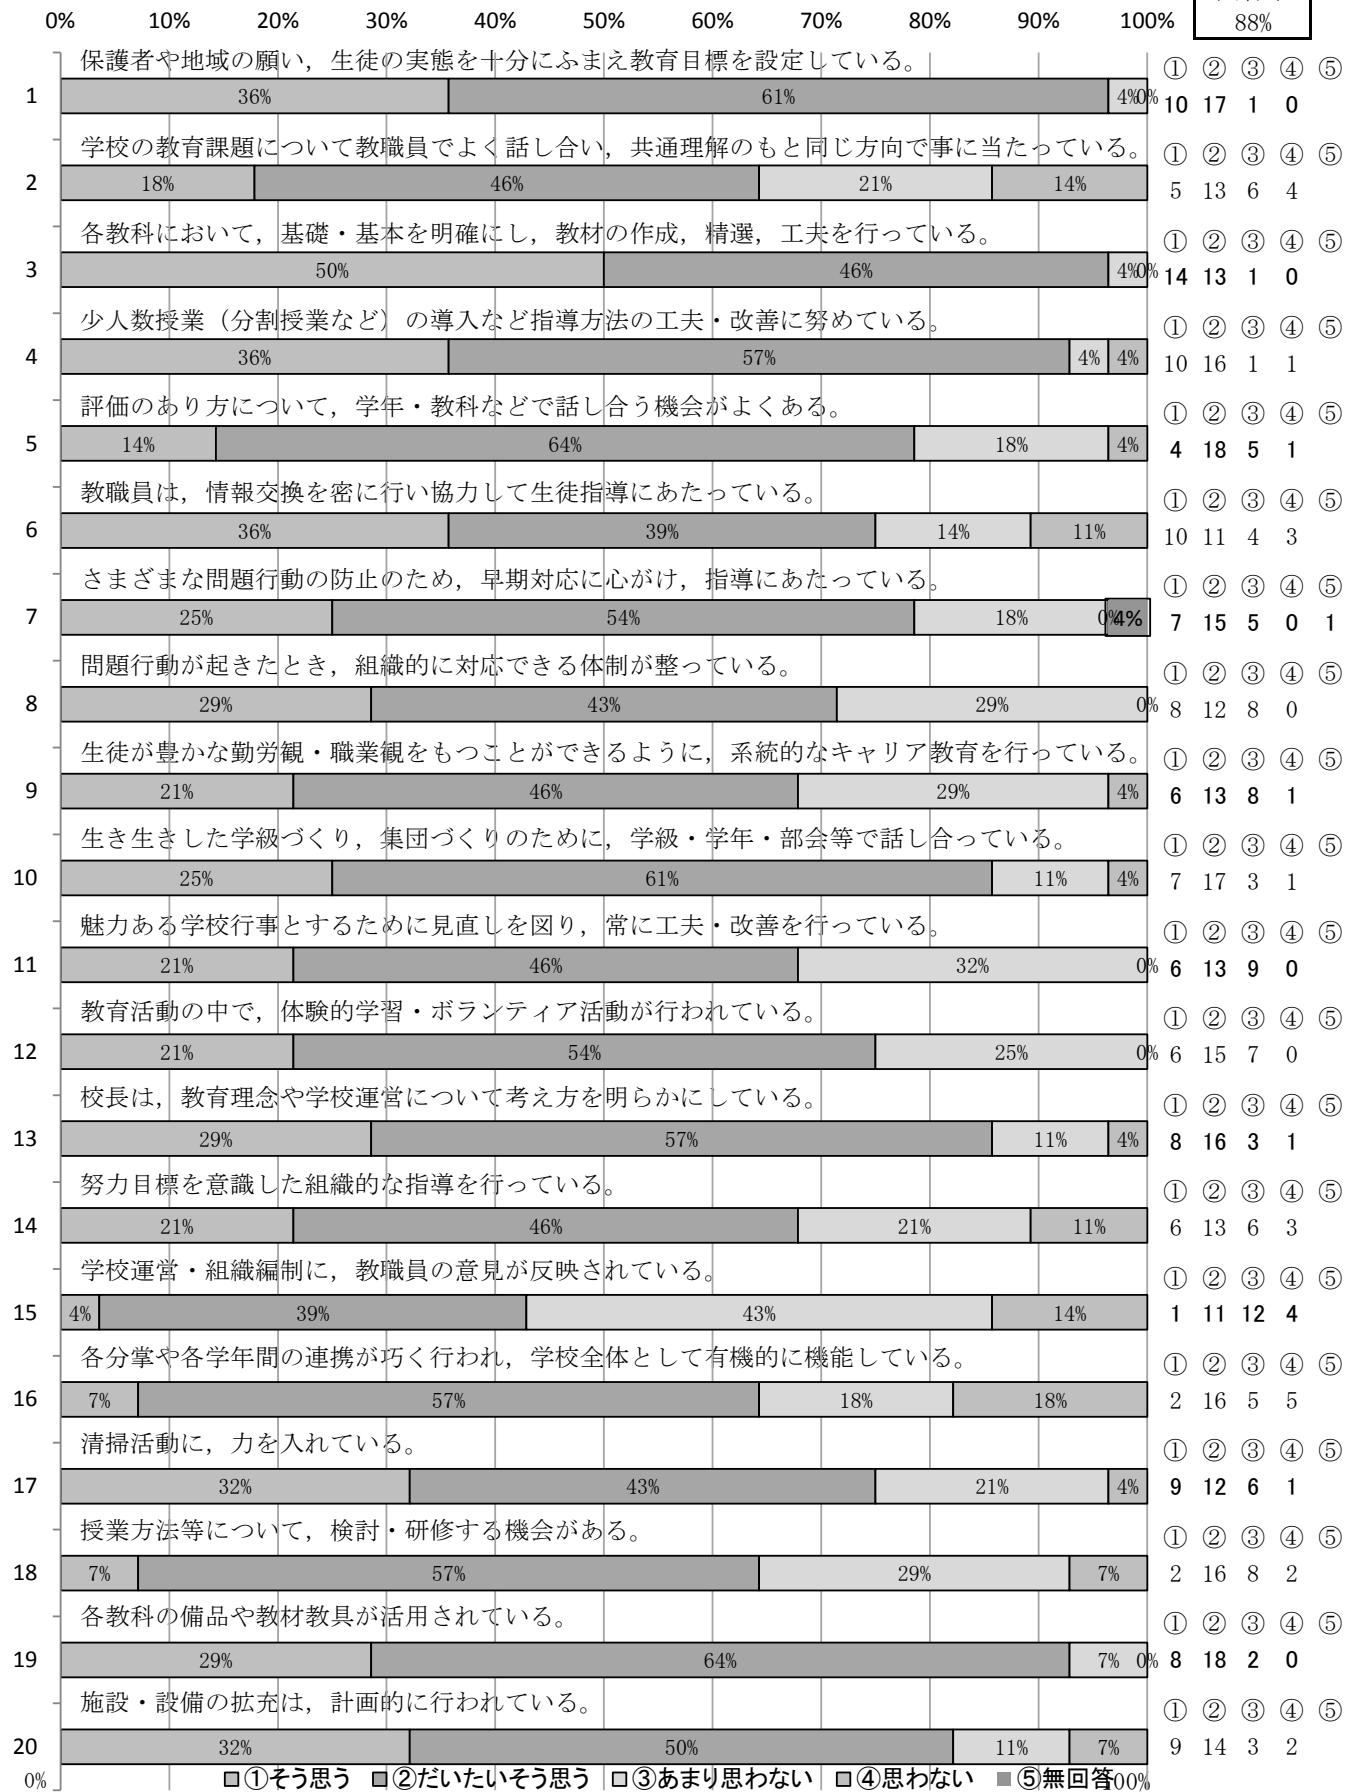 0% 10% 20% 30% 40% 50% 60% 70% 80% 90% 100%
88%
保護者や地域の願い，生徒の実態を十分にふまえ教育目標を設定している。 ① ② ③ ④ ⑤
1 36% 61% 4% 0% 10 17 1 0
学校の教育課題について教職員でよく話し合い，共通理解のもと同じ方向で事に当たっている。 ① ② ③ ④ ⑤
2 18% 46% 21% 14% 5 13 6 4
各教科において，基礎・基本を明確にし，教材の作成，精選，工夫を行っている。 ① ② ③ ④ ⑤
3 50% 46% 4% 0% 14 13 1 0
少人数授業（分割授業など）の導入など指導方法の工夫・改善に努めている。 ① ② ③ ④ ⑤
4 36% 57% 4% 4% 10 16 1 1
評価のあり方について，学年・教科などで話し合う機会がよくある。 ① ② ③ ④ ⑤
5 14% 64% 18% 4% 4 18 5 1
教職員は，情報交換を密に行い協力して生徒指導にあたっている。 ① ② ③ ④ ⑤
6 36% 39% 14% 11% 10 11 4 3
さまざまな問題行動の防止のため，早期対応に心がけ，指導にあたっている。 ① ② ③ ④ ⑤
7 25% 54% 18% 0% 4% 7 15 5 0 1
問題行動が起きたとき，組織的に対応できる体制が整っている。 ① ② ③ ④ ⑤
8 29% 43% 29% 0% 8 12 8 0
生徒が豊かな勤労観・職業観をもつことができるように，系統的なキャリア教育を行っている。 ① ② ③ ④ ⑤
9 21% 46% 29% 4% 6 13 8 1
生き生きした学級づくり，集団づくりのために，学級・学年・部会等で話し合っている。 ① ② ③ ④ ⑤
10 25% 61% 11% 4% 7 17 3 1
魅力ある学校行事とするために見直しを図り，常に工夫・改善を行っている。 ① ② ③ ④ ⑤
11 21% 46% 32% 0% 6 13 9 0
教育活動の中で，体験的学習・ボランティア活動が行われている。 ① ② ③ ④ ⑤
12 21% 54% 25% 0% 6 15 7 0
校長は，教育理念や学校運営について考え方を明らかにしている。 ① ② ③ ④ ⑤
13 29% 57% 11% 4% 8 16 3 1
努力目標を意識した組織的な指導を行っている。 ① ② ③ ④ ⑤
14 21% 46% 21% 11% 6 13 6 3
学校運営・組織編制に，教職員の意見が反映されている。 ① ② ③ ④ ⑤
15 4% 39% 43% 14% 1 11 12 4
各分掌や各学年間の連携が巧く行われ，学校全体として有機的に機能している。 ① ② ③ ④ ⑤
16 7% 57% 18% 18% 2 16 5 5
清掃活動に，力を入れている。 ① ② ③ ④ ⑤
17 32% 43% 21% 4% 9 12 6 1
授業方法等について，検討・研修する機会がある。 ① ② ③ ④ ⑤
18 7% 57% 29% 7% 2 16 8 2
各教科の備品や教材教具が活用されている。 ① ② ③ ④ ⑤
19 29% 64% 7% 0% 8 18 2 0
施設・設備の拡充は，計画的に行われている。 ① ② ③ ④ ⑤
20 32% 50% 11% 7% 9 14 3 2
0% ①そう思う ②だいたいそう思う ③あまり思わない ④思わない ⑤無回答 100%